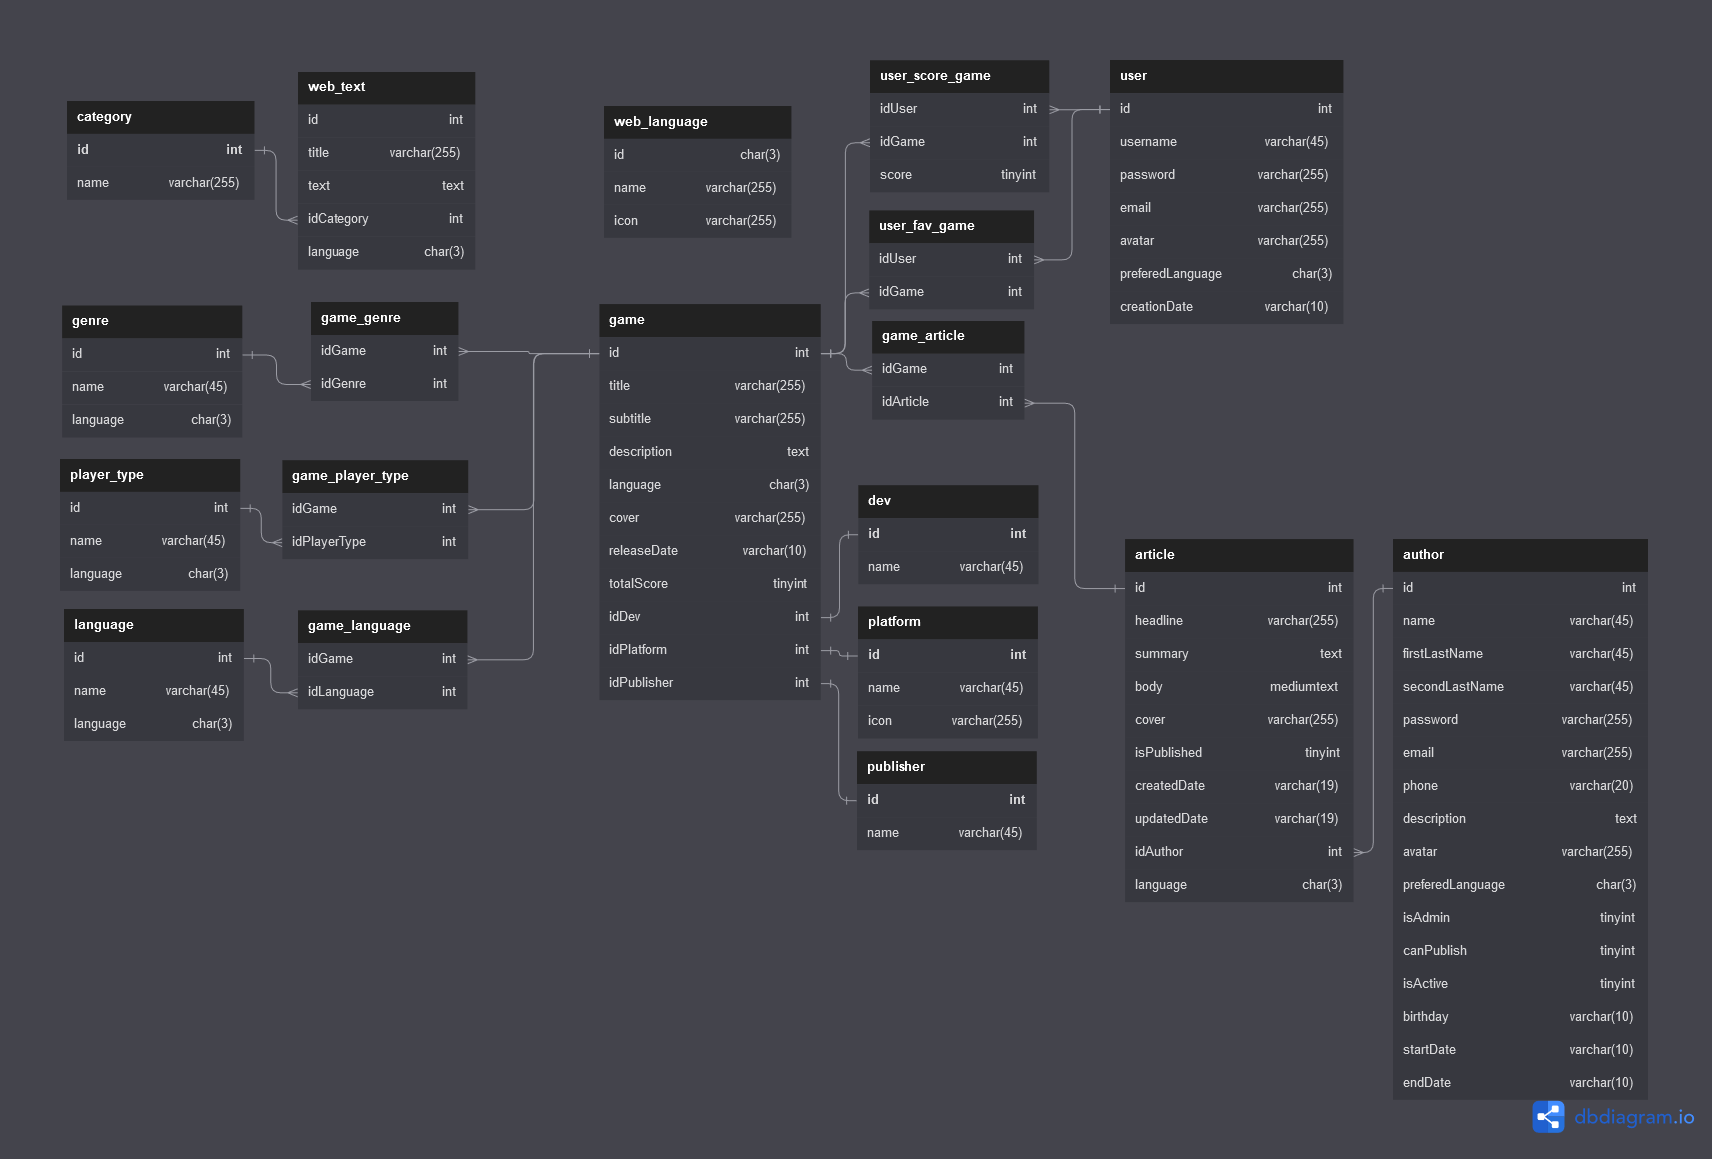 category
id int
name varchar(255)
web_text
id int
title varchar(255)
text text
idCategory int
language char(3)
web_language
id char(3)
name varchar(255)
icon varchar(255)
user_score_game
idUser int
idGame int
score tinyint
user
id int
username varchar(45)
password varchar(255)
email varchar(255)
avatar varchar(255)
preferedLanguage char(3)
creationDate varchar(10)
user_fav_game
idUser int
idGame int
genre
id int
name varchar(45)
language char(3)
game_genre
idGame int
idGenre int
game
id int
title varchar(255)
subtitle varchar(255)
description text
language char(3)
cover varchar(255)
releaseDate varchar(10)
totalScore tinyint
idDev int
idPlatform int
idPublisher int
game_article
idGame int
idArticle int
player_type
id int
name varchar(45)
language char(3)
game_player_type
idGame int
idPlayerType int
dev
id int
name varchar(45)
language
id int
name varchar(45)
language char(3)
game_language
idGame int
idLanguage int
platform
id int
name varchar(45)
icon varchar(255)
publisher
id int
name varchar(45)
article
id int
headline varchar(255)
summary text
body mediumtext
cover varchar(255)
isPublished tinyint
createdDate varchar(19)
updatedDate varchar(19)
idAuthor int
language char(3)
author
id int
name varchar(45)
firstLastName varchar(45)
secondLastName varchar(45)
password varchar(255)
email varchar(255)
phone varchar(20)
description text
avatar varchar(255)
preferedLanguage char(3)
isAdmin tinyint
canPublish tinyint
isActive tinyint
birthday varchar(10)
startDate varchar(10)
endDate varchar(10)
dbdiagram.io